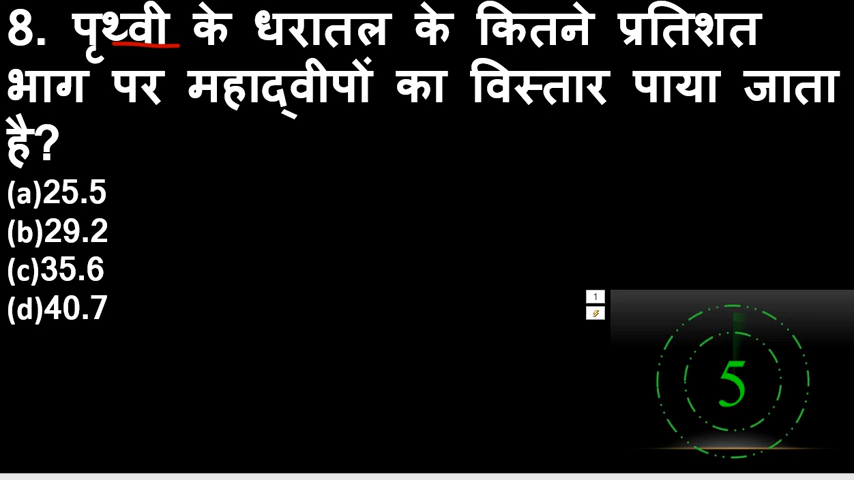 8. पृथ्वी के धरातल के कितने प्रतिशत
भाग पर महाद्‌वीपों का विस्तार पाया जाता
है?
(a)25.5
(b)29.2
(c)35.6
(d)40.7
1
5